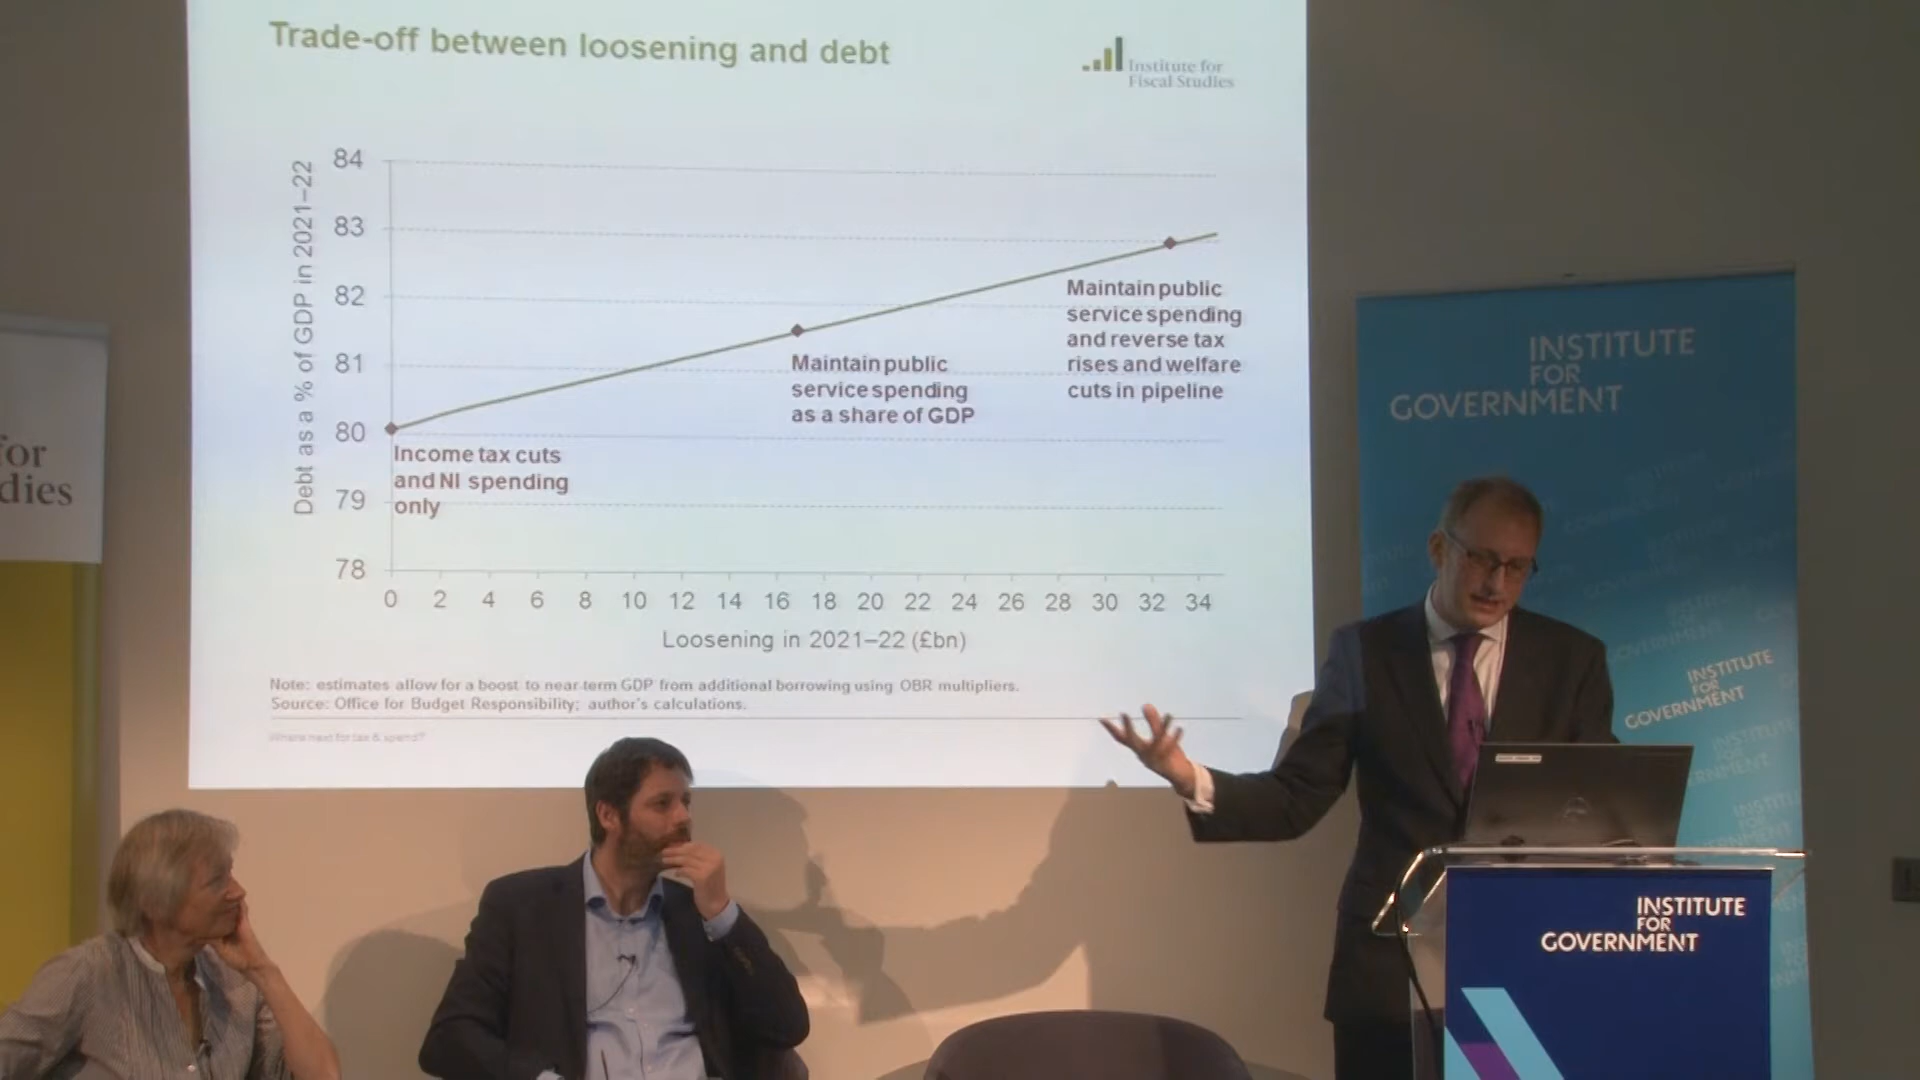 Trade-off between loosening and debt
Institute for
Fiscal Studies
Debt as a % of GDP in 2021–22
84
83
82
81
80
79
78
Maintain public
service spending
and reverse tax
rises and welfare
cuts in pipeline
Maintain public
service spending
as a share of GDP
Income tax cuts
and NI spending
only
0 2 4 6 8 10 12 14 16 18 20 22 24 26 28 30 32 34
Loosening in 2021–22 (£bn)
Note: estimates allow for a boost to near-term GDP from additional borrowing using OBR multipliers.
Source: Office for Budget Responsibility; author's calculations.
Where next for tax & spend?
for
dies
INSTITUTE
FOR
GOVERNMENT
INSTITUTE
FOR
GOVERNMENT
INSTITUTE
FOR
GOVERNMENT